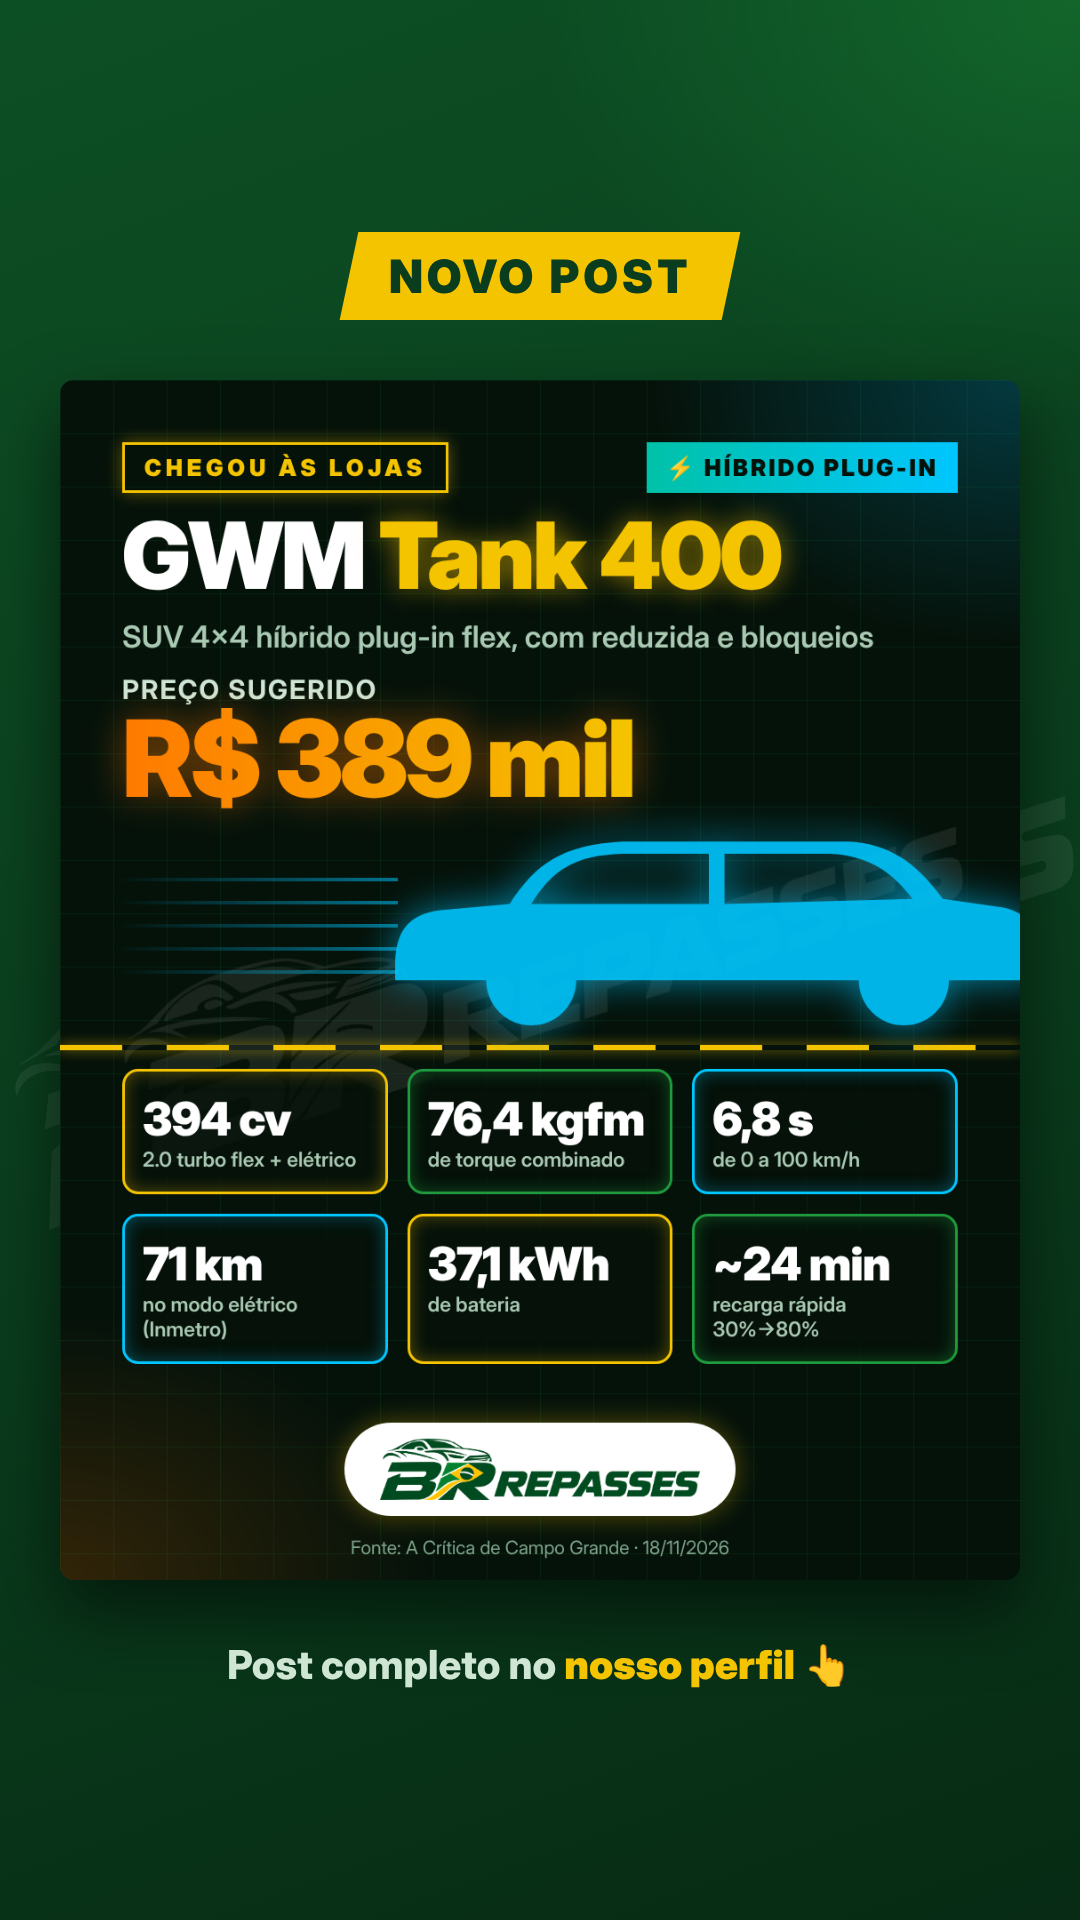 NOVO POST
CHEGOU ÀS LOJAS
⚡ HÍBRIDO PLUG-IN
GWM Tank 400
SUV 4×4 híbrido plug-in flex, com reduzida e bloqueios
PREÇO SUGERIDO
R$ 389 mil
BR REPASSES S
394 cv
2.0 turbo flex + elétrico
76,4 kgfm
de torque combinado
6,8 s
de 0 a 100 km/h
71 km
no modo elétrico
(Inmetro)
37,1 kWh
de bateria
~24 min
recarga rápida
30%→80%
BR REPASSES
Fonte: A Crítica de Campo Grande · 18/11/2026
Post completo no nosso perfil 👆